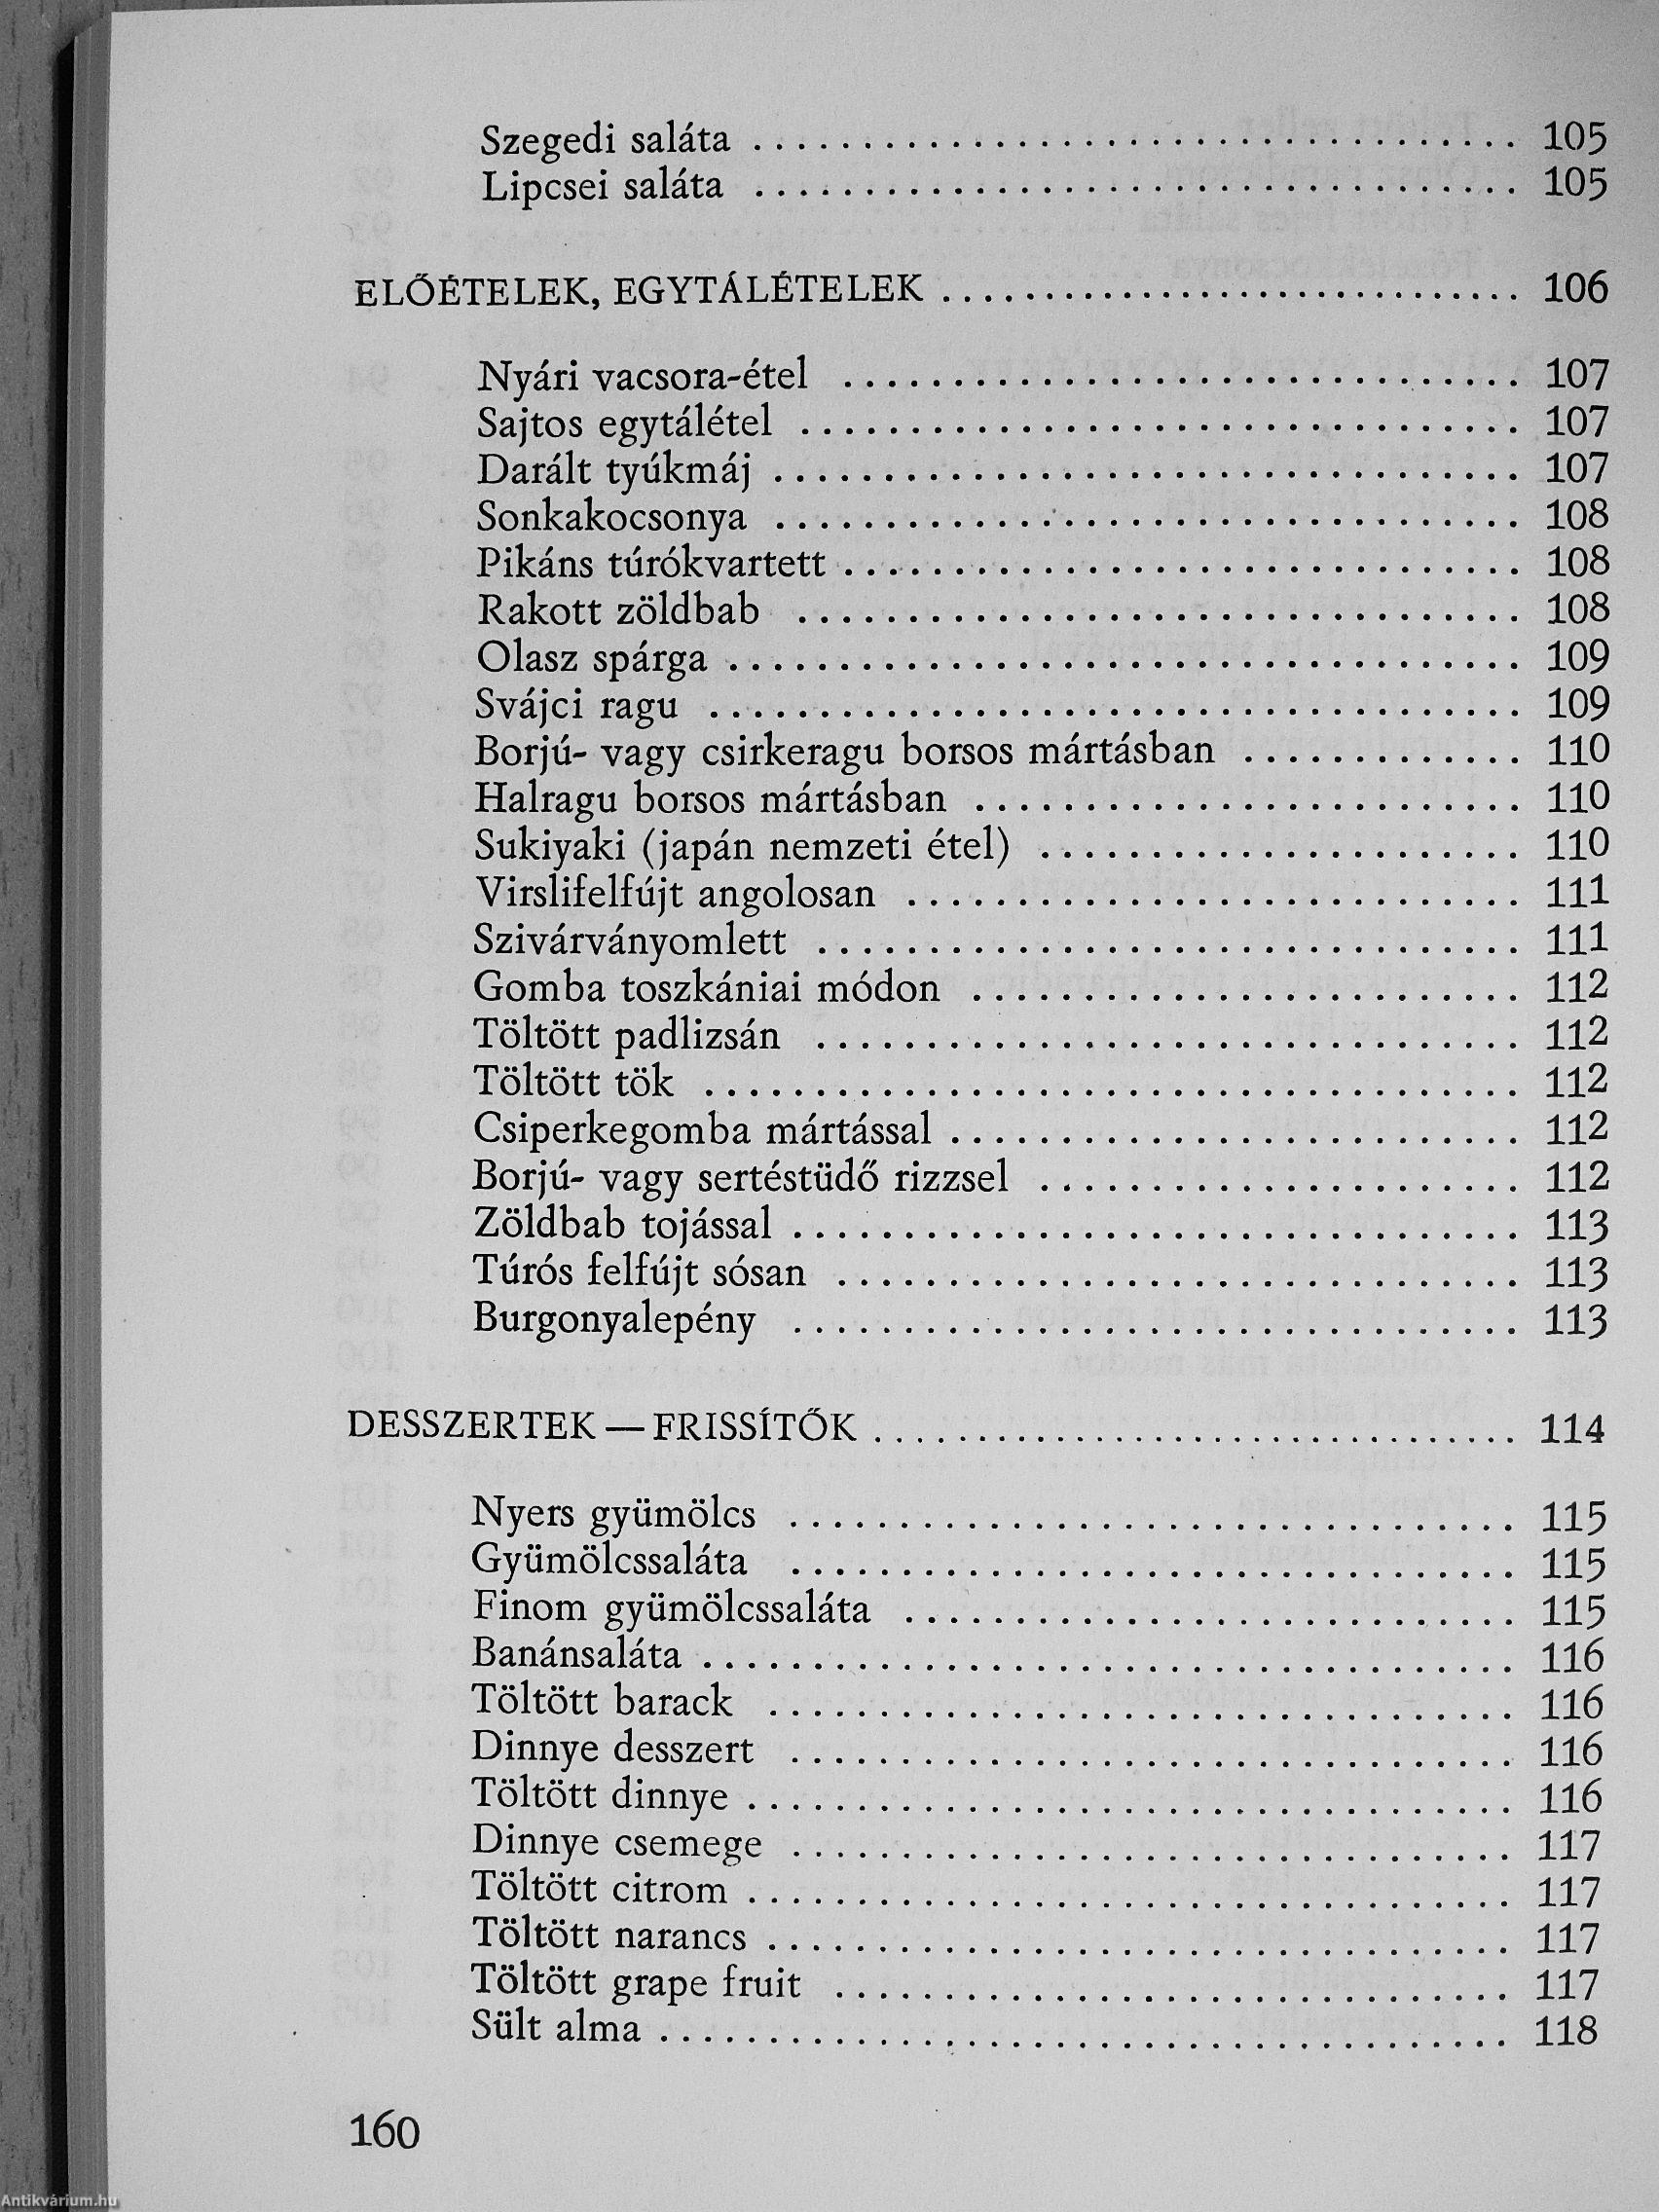 Szegedi saláta . . . . . . . . . . . . . . . . . . . . 105
Lipcsei saláta . . . . . . . . . . . . . . . . . . . . 105
ELŐÉTELEK, EGYTÁLÉTELEK . . . . . . . . . . . . . . . . . . . . 106
Nyári vacsora-étel . . . . . . . . . . . . . . . . . . . . 107
Sajtos egytálétel . . . . . . . . . . . . . . . . . . . . 107
Darált tyúkmáj . . . . . . . . . . . . . . . . . . . . 107
Sonkakocsonya . . . . . . . . . . . . . . . . . . . . 108
Pikáns túrókvartett . . . . . . . . . . . . . . . . . . . . 108
Rakott zöldbab . . . . . . . . . . . . . . . . . . . . 108
Olasz spárga . . . . . . . . . . . . . . . . . . . . 109
Svájci ragu . . . . . . . . . . . . . . . . . . . . 109
Borjú- vagy csirkeragu borsos mártásban . . . . . . . . . . . . . 110
Halragu borsos mártásban . . . . . . . . . . . . . . . . . . . . 110
Sukiyaki (japán nemzeti étel) . . . . . . . . . . . . . . . . . . . . 110
Virslifelfújt angolosan . . . . . . . . . . . . . . . . . . . . 111
Szivárványomlett . . . . . . . . . . . . . . . . . . . . 111
Gomba toszkániai módon . . . . . . . . . . . . . . . . . . . . 112
Töltött padlizsán . . . . . . . . . . . . . . . . . . . . 112
Töltött tök . . . . . . . . . . . . . . . . . . . . 112
Csiperkegomba mártással . . . . . . . . . . . . . . . . . . . . 112
Borjú- vagy sertéstüdő rizzsel . . . . . . . . . . . . . . . . . . . . 112
Zöldbab tojással . . . . . . . . . . . . . . . . . . . . 113
Túrós felfújt sósan . . . . . . . . . . . . . . . . . . . . 113
Burgonyalepény . . . . . . . . . . . . . . . . . . . . 113
DESSZERTEK — FRISSÍTŐK . . . . . . . . . . . . . . . . . . . . 114
Nyers gyümölcs . . . . . . . . . . . . . . . . . . . . 115
Gyümölcssaláta . . . . . . . . . . . . . . . . . . . . 115
Finom gyümölcssaláta . . . . . . . . . . . . . . . . . . . . 115
Banánsaláta . . . . . . . . . . . . . . . . . . . . 116
Töltött barack . . . . . . . . . . . . . . . . . . . . 116
Dinnye desszert . . . . . . . . . . . . . . . . . . . . 116
Töltött dinnye . . . . . . . . . . . . . . . . . . . . 116
Dinnye csemege . . . . . . . . . . . . . . . . . . . . 117
Töltött citrom . . . . . . . . . . . . . . . . . . . . 117
Töltött narancs . . . . . . . . . . . . . . . . . . . . 117
Töltött grape fruit . . . . . . . . . . . . . . . . . . . . 117
Sült alma . . . . . . . . . . . . . . . . . . . . 118
160
Antikvárium.hu